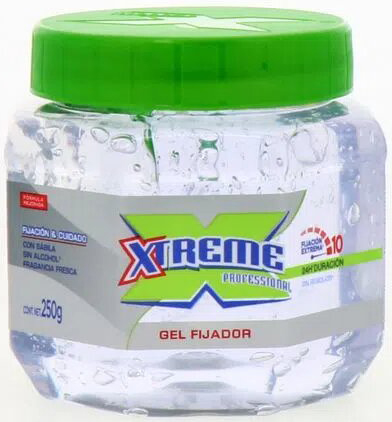 FÓRMULA
MEJORADA
FIJACIÓN & CUIDADO
CON SÁBILA
SIN ALCOHOL
FRAGANCIA FRESCA
CONT. NET. 250g
XTREME
PROFESSIONAL
GEL FIJADOR
FIJACIÓN
EXTREMA
10
24H DURACIÓN